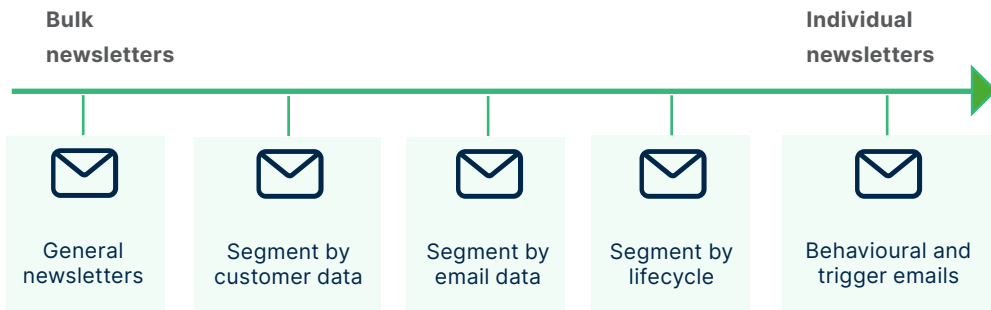 Bulk
newsletters
Individual
newsletters
General
newsletters
Segment by
customer data
Segment by
email data
Segment by
lifecycle
Behavioural and
trigger emails